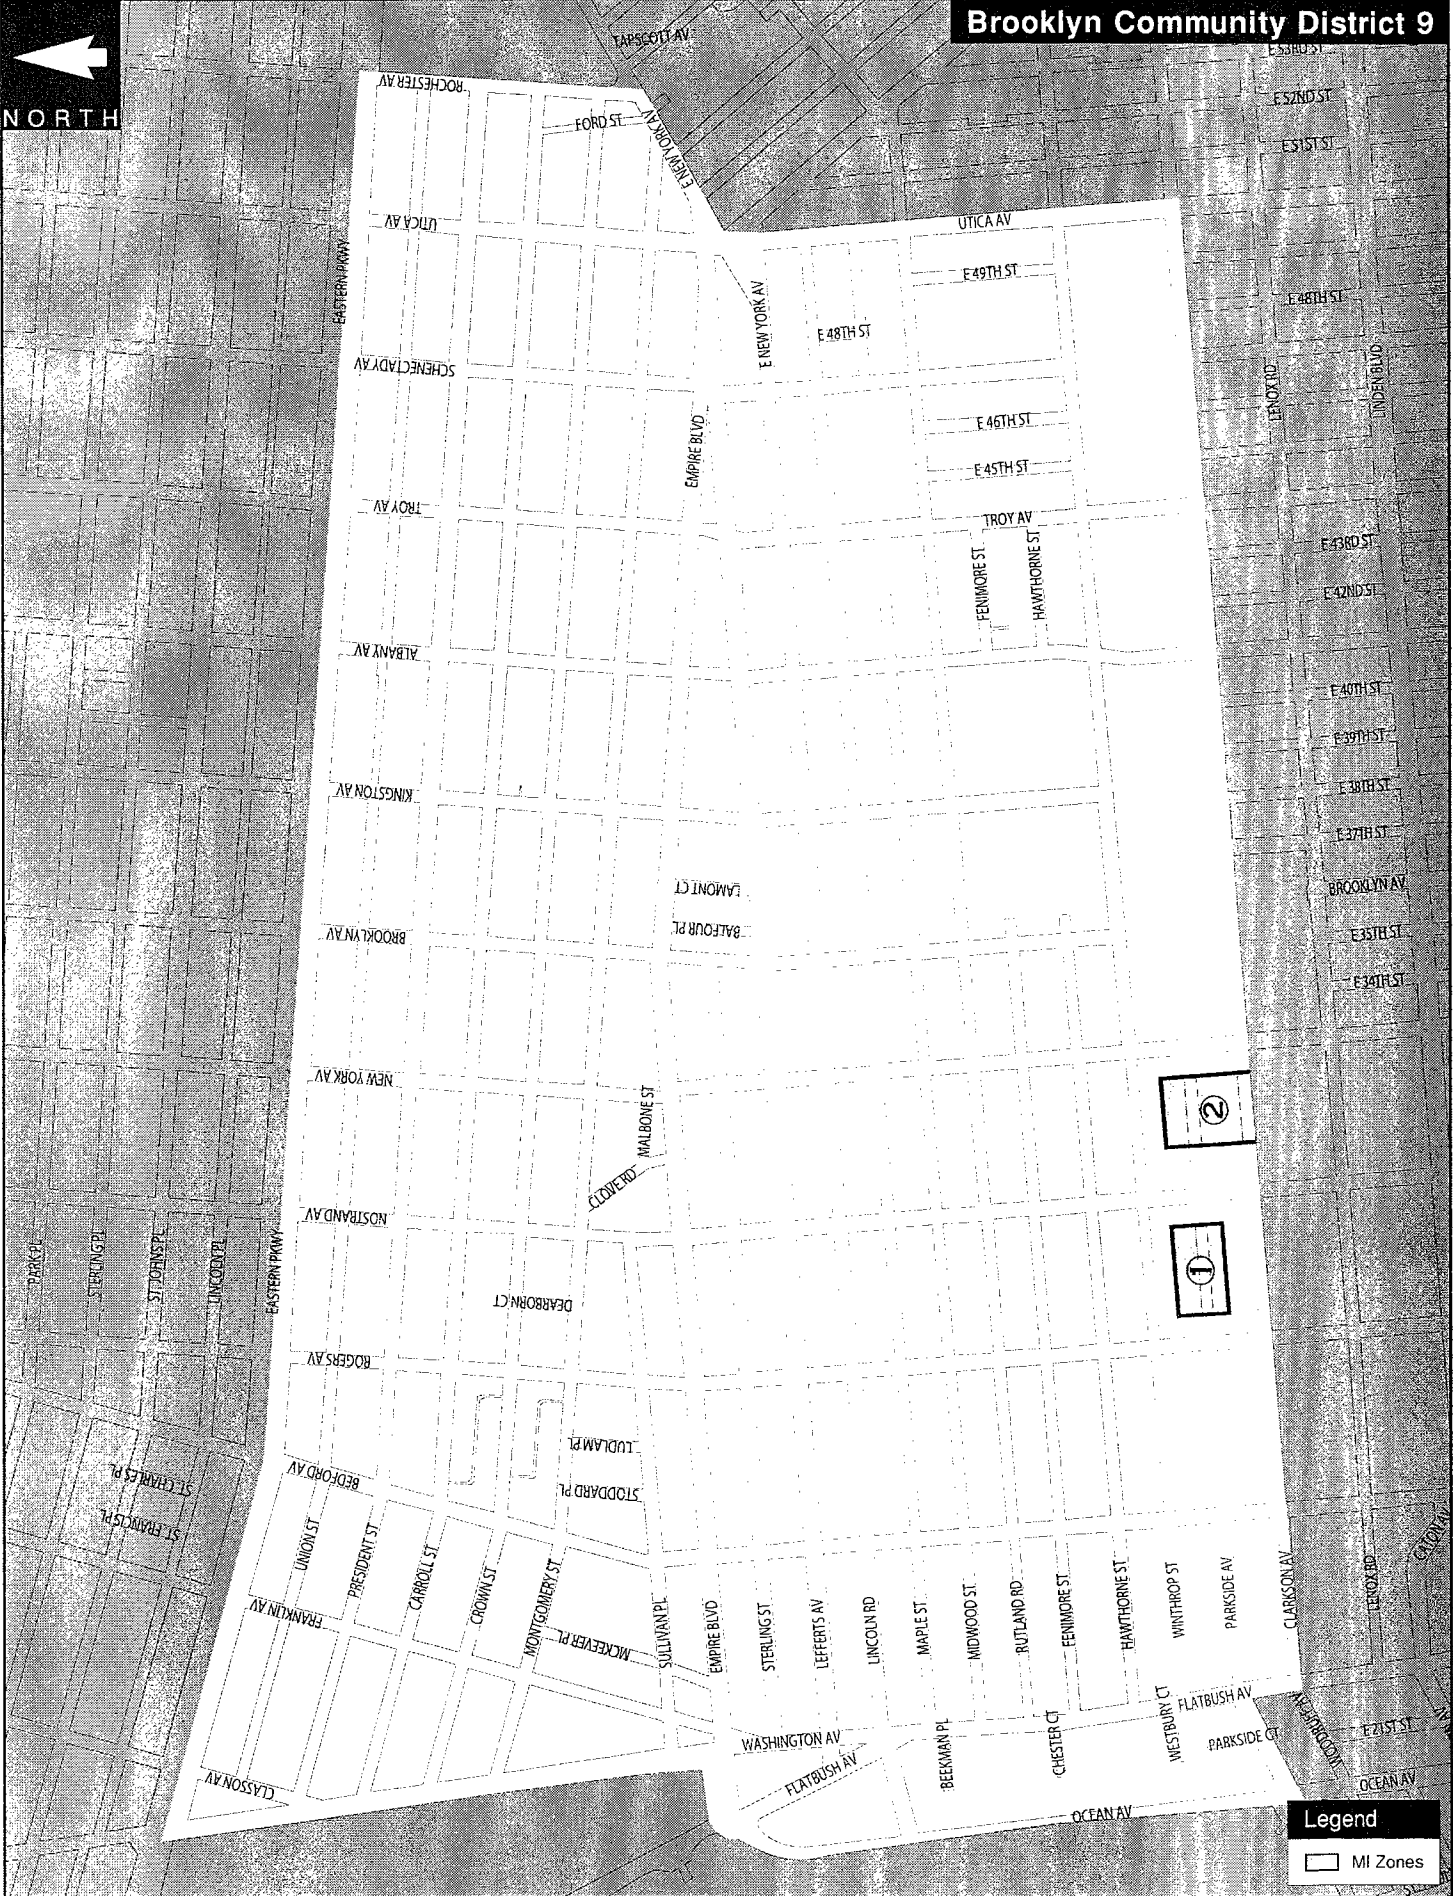 Brooklyn Community District 9
NORTH
TAPSCOTT AV
E 53RD ST
ROCHESTER AV
E 52ND ST
FORD ST
E NEW YORK AV
E 51ST ST
UTICA AV
UTICA AV
EASTERN PKWY
E 49TH ST
E 48TH ST
E NEW YORK AV
E 48TH ST
SCHENECTADY AV
LENOX RD
LINDEN BLVD
EMPIRE BLVD
E 46TH ST
E 45TH ST
TROY AV
TROY AV
E 43RD ST
FENIMORE ST
HAWTHORNE ST
E 42ND ST
ALBANY AV
E 40TH ST
E 39TH ST
KINGSTON AV
E 38TH ST
E 37TH ST
LAMONT CT
BROOKLYN AV
BALFOUR PL
BROOKLYN AV
E 35TH ST
E 34TH ST
NEW YORK AV
MALBONE ST
2
CLOVE RD
NOSTRAND AV
PARK PL
STERLING PL
ST JOHNS PL
LINCOLN PL
EASTERN PKWY
1
DEARBORN CT
ROGERS AV
LUDLAM PL
BEDFORD AV
ST. CHARLES PL
STODDARD PL
ST. FRANCIS PL
UNION ST
PRESIDENT ST
CARROLL ST
CROWN ST
MONTGOMERY ST
CATON AV
LENOX RD
FRANKLIN AV
MCKEEVER PL
SULLIVAN PL
EMPIRE BLVD
STERLING ST
LEFFERTS AV
LINCOLN RD
MAPLE ST
MIDWOOD ST
RUTLAND RD
FENIMORE ST
HAWTHORNE ST
WINTHROP ST
PARKSIDE AV
CLARKSON AV
FLATBUSH AV
WESTBURY CT
WOODRUFF AV
E 21ST ST
WASHINGTON AV
BEEKMAN PL
CHESTER CT
PARKSIDE CT
FLATBUSH AV
CLASSON AV
OCEAN AV
OCEAN AV
Legend
MI Zones